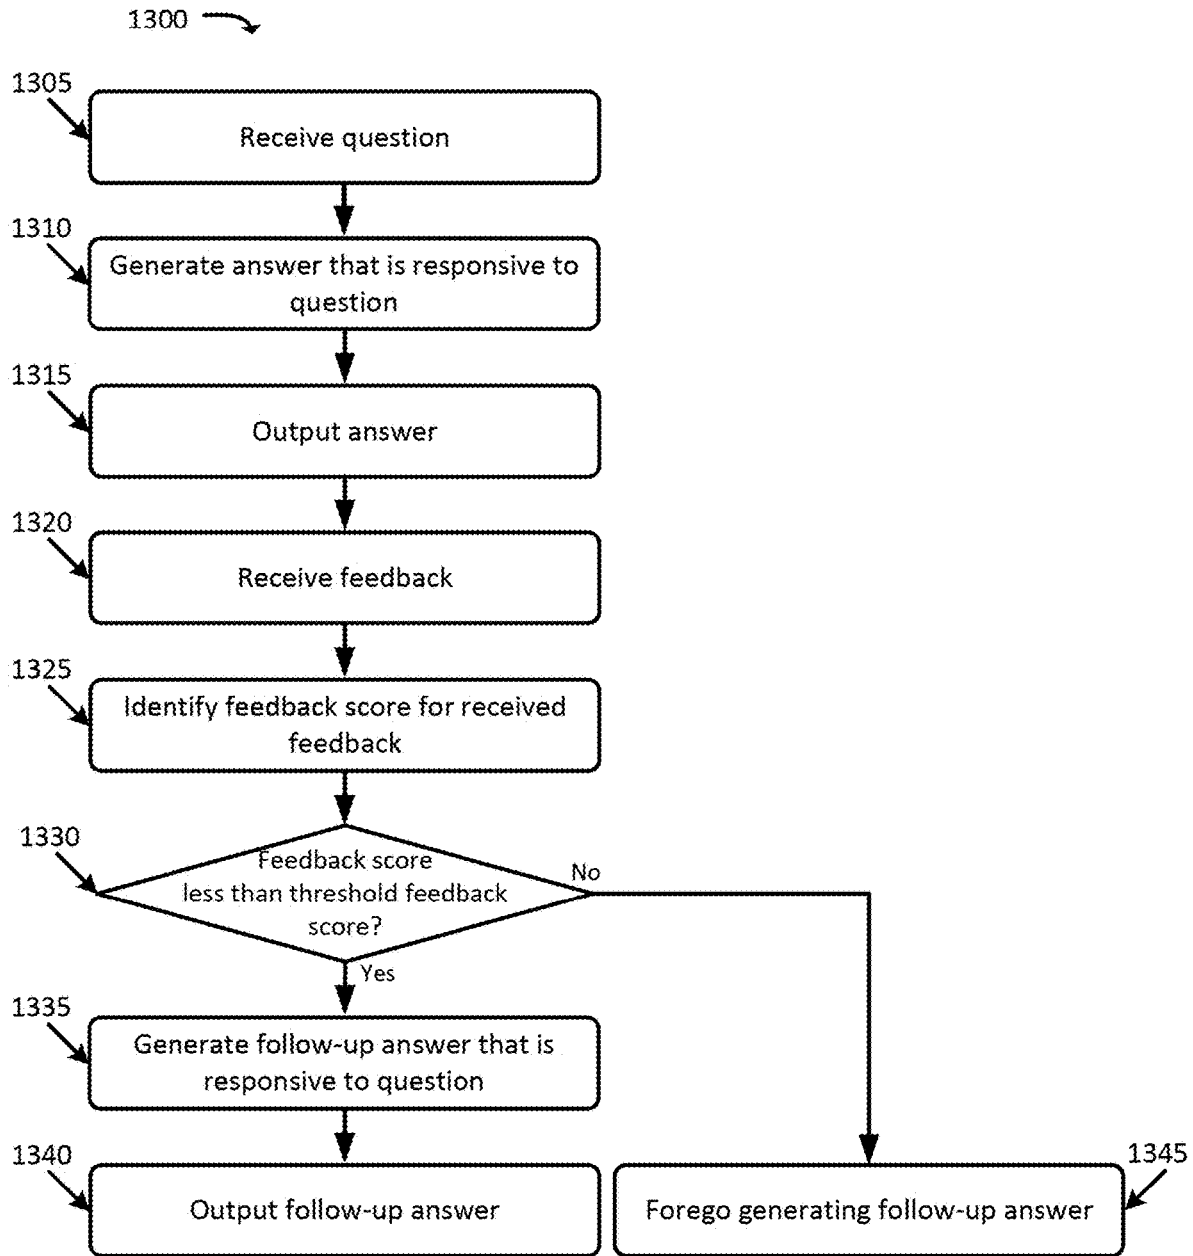 1300
1305
Receive question
1310
Generate answer that is responsive to
question
1315
Output answer
1320
Receive feedback
1325
Identify feedback score for received
feedback
1330
Feedback score
less than threshold feedback
score?
No
Yes
1335
Generate follow-up answer that is
responsive to question
1340
Output follow-up answer
1345
Forego generating follow-up answer